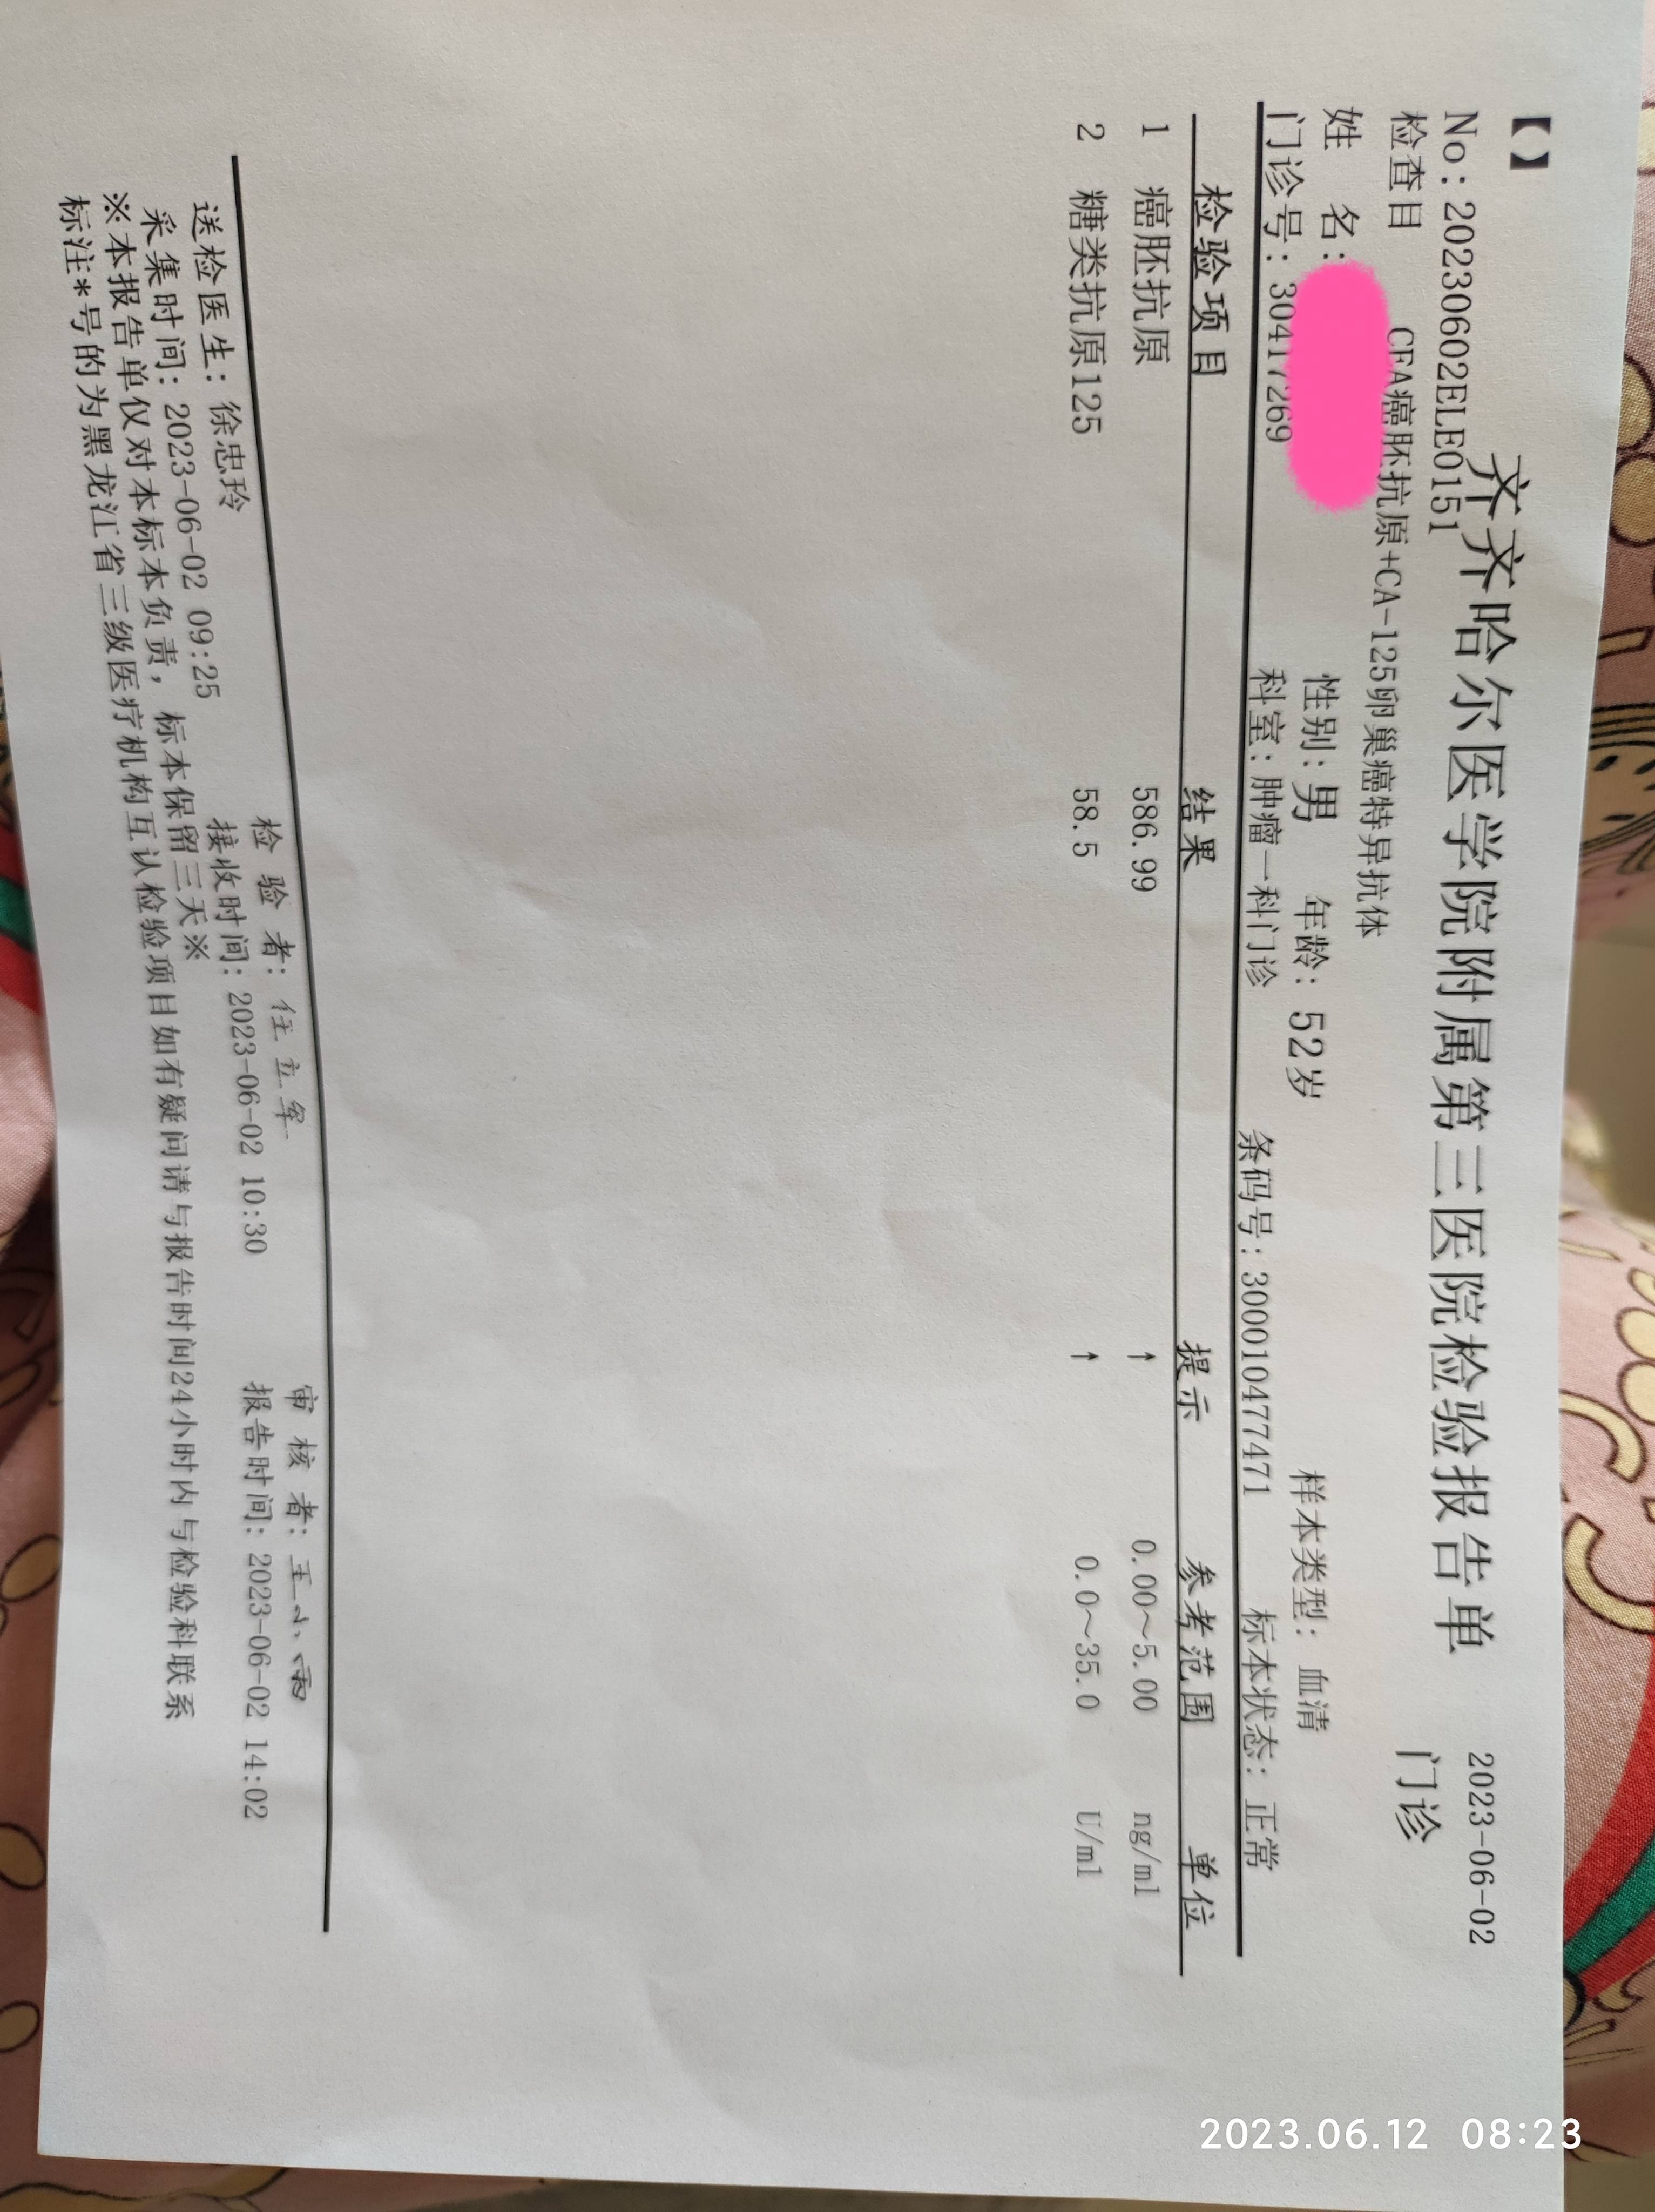 【】
齐齐哈尔医学院附属第三医院检验报告单 2023-06-02
No: 20230602ELE0151 门诊
检查目 CEA癌胚抗原+CA-125卵巢癌特异抗体
姓 名: 性别: 男 年龄: 52岁 样本类型: 血清
门诊号: 30417269 科室: 肿瘤一科门诊 条码号: 300010477471 标本状态: 正常
检验项目 结果 提示 参考范围 单位
1 癌胚抗原 586.99 ↑ 0.00~5.00 ng/ml
2 糖类抗原125 58.5 ↑ 0.0~35.0 U/ml
送检医生: 徐忠玲 检 验 者: 任立军 审 核 者: 王小雨
采集时间: 2023-06-02 09:25 接收时间: 2023-06-02 10:30 报告时间: 2023-06-02 14:02
※本报告单仅对本标本负责, 标本保留三天※
标注*号的为黑龙江省三级医疗机构互认检验项目如有疑问请与报告时间24小时内与检验科联系
2023.06.12 08:23